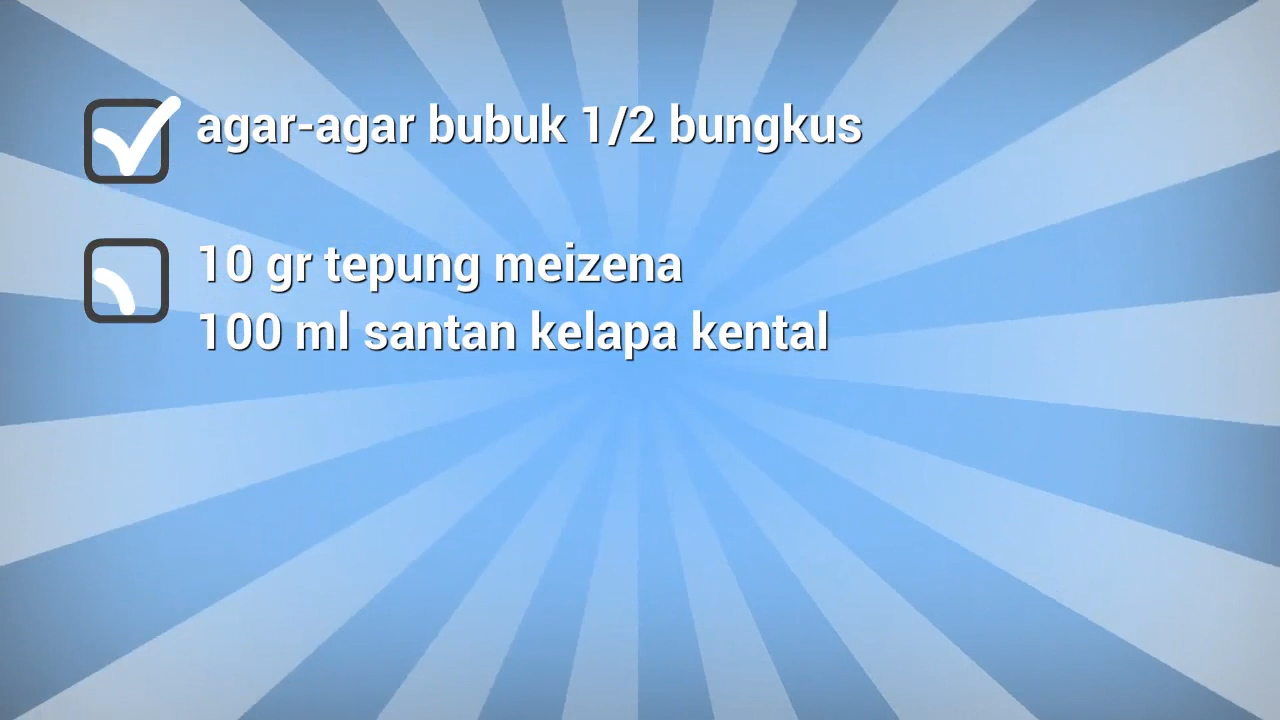 agar-agar bubuk 1/2 bungkus
10 gr tepung meizena
100 ml santan kelapa kental